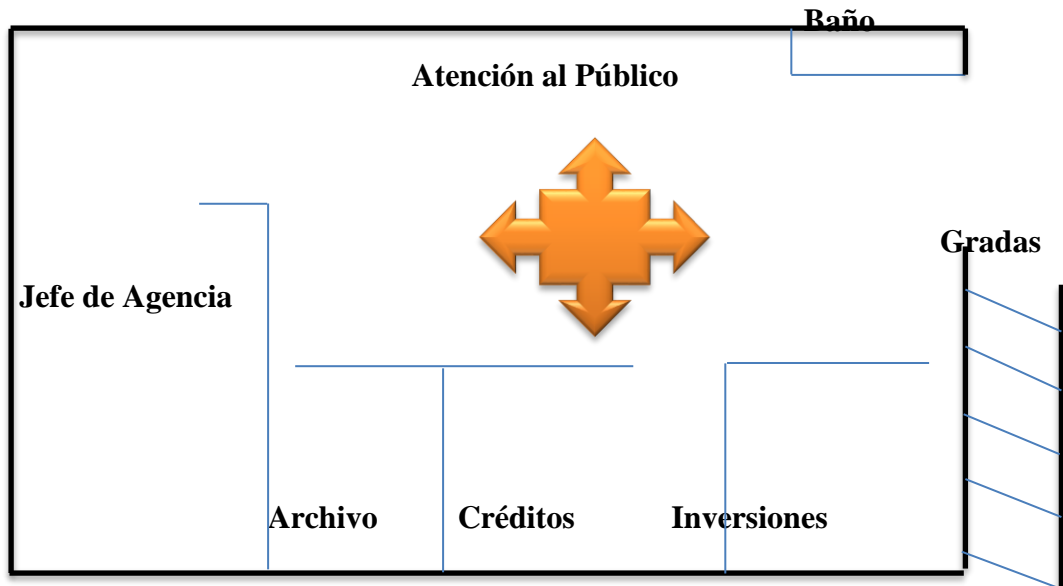 Baño
Atención al Público
Gradas
Jefe de Agencia
Archivo
Créditos
Inversiones